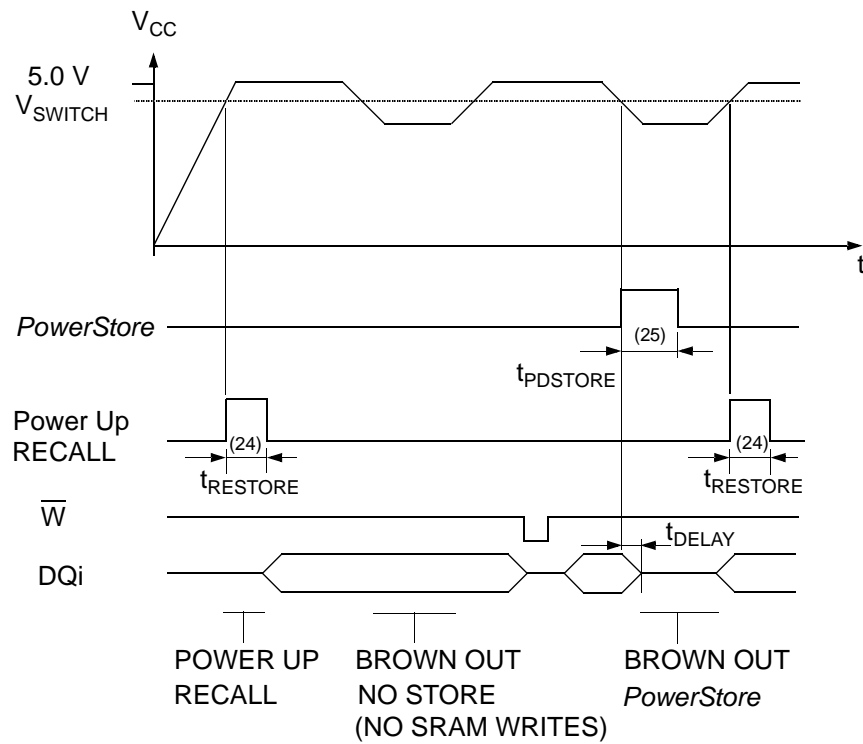 V_CC
5.0 V
V_SWITCH
t
PowerStore
(25)
t_PDSTORE
Power Up
RECALL
(24)
(24)
t_RESTORE
t_RESTORE
W̅
t_DELAY
DQi
POWER UP
RECALL
BROWN OUT
NO STORE
(NO SRAM WRITES)
BROWN OUT
PowerStore